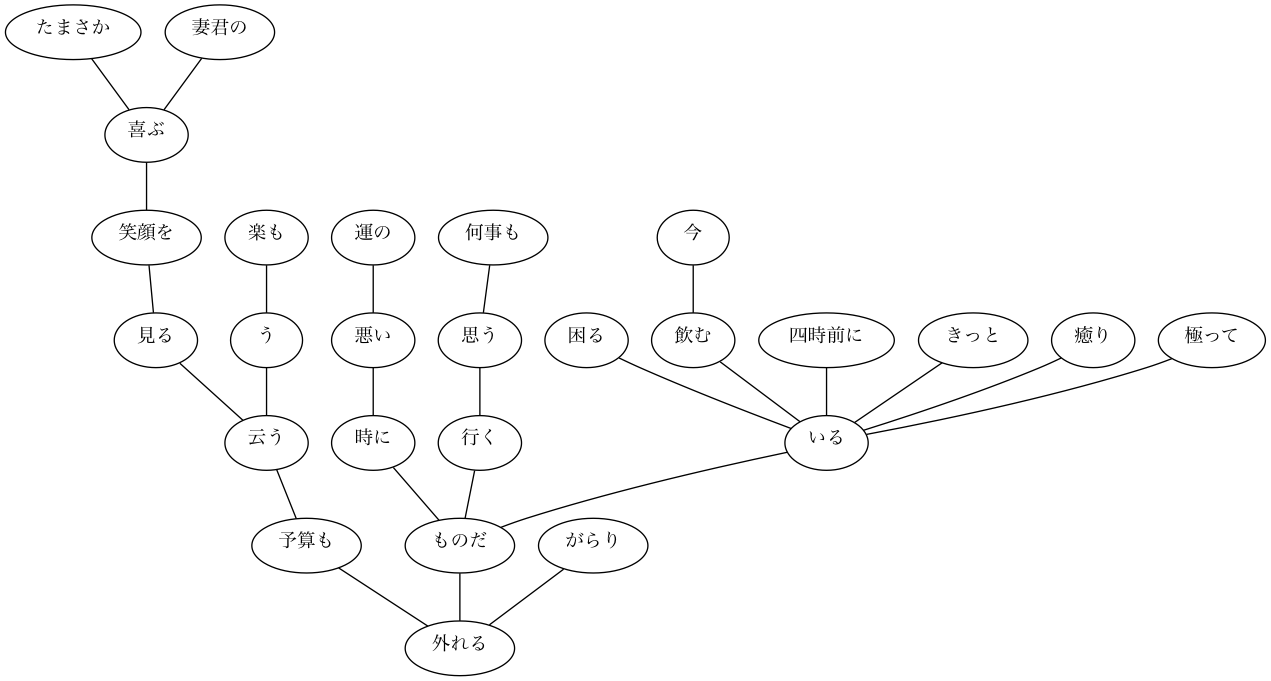 たまさか 妻君の
喜ぶ
笑顔を 楽も 運の 何事も 今
見る う 悪い 思う 困る 飲む 四時前に きっと 癒り 極って
云う 時に 行く いる
予算も ものだ がらり
外れる